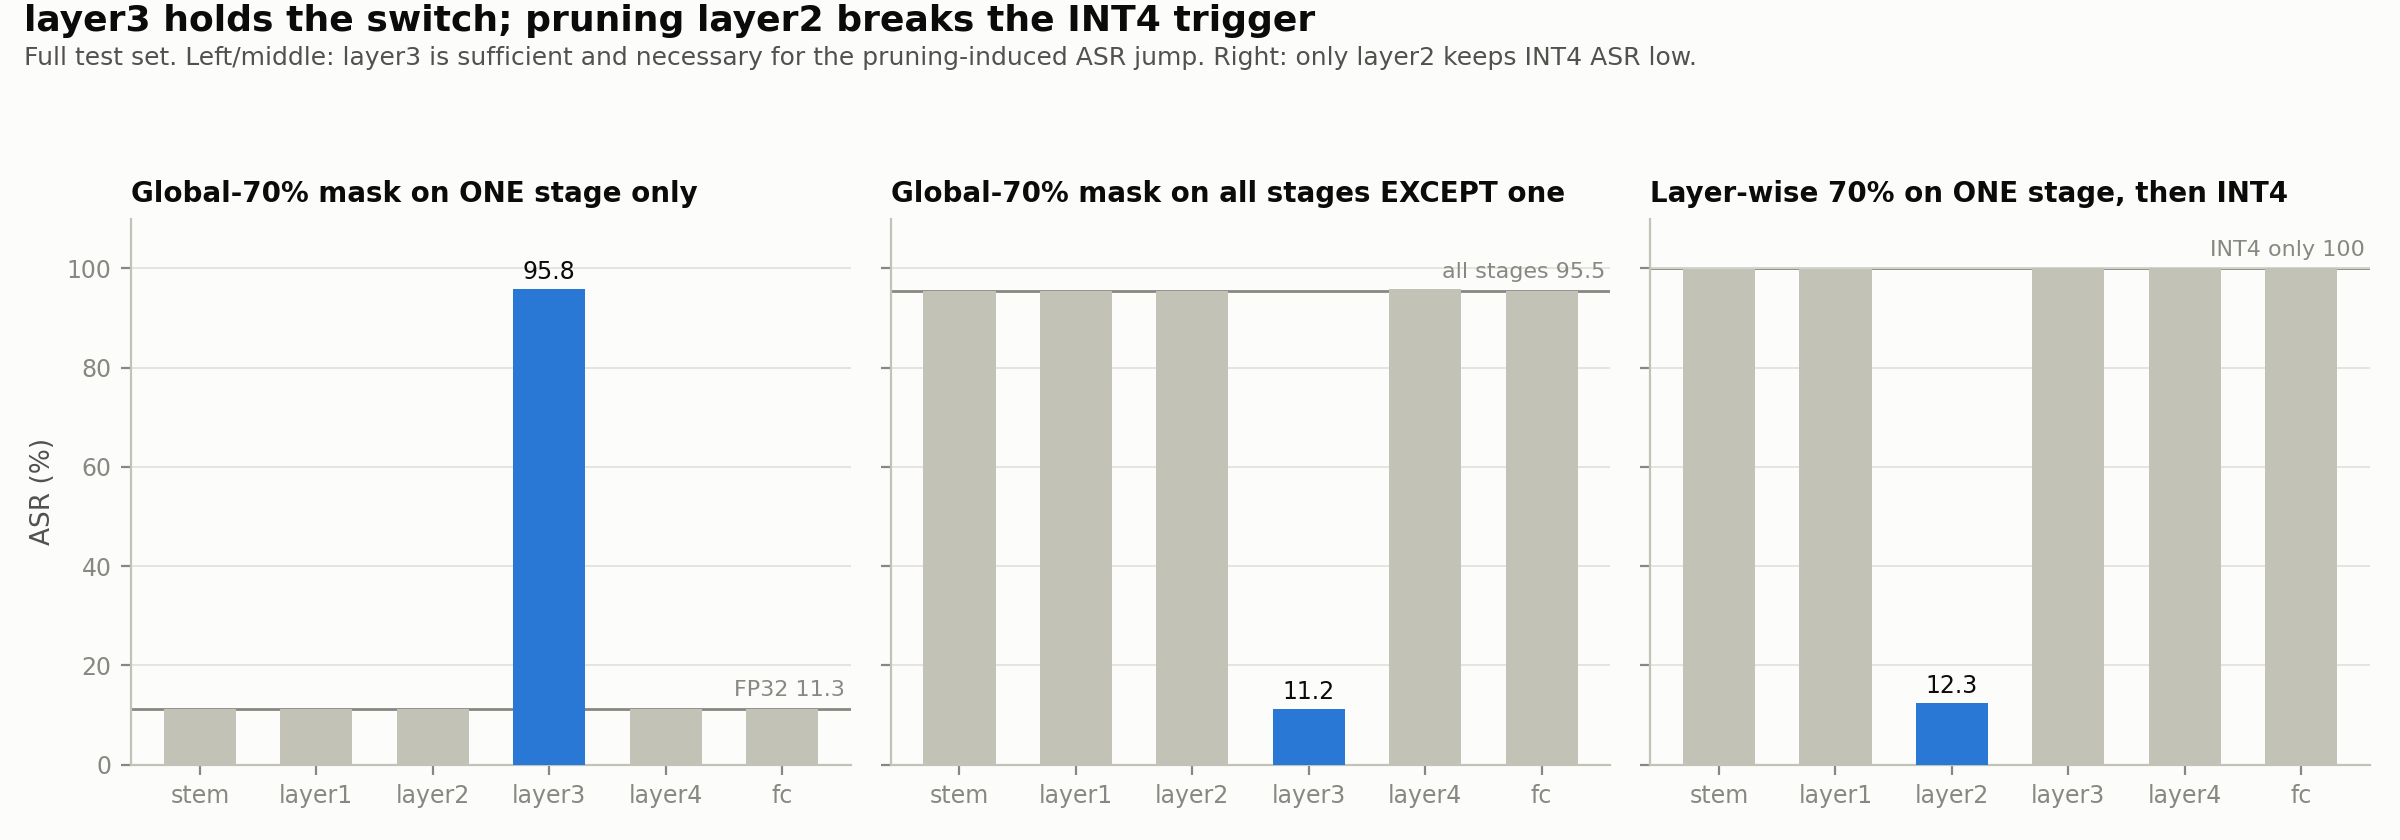 layer3 holds the switch; pruning layer2 breaks the INT4 trigger
Full test set. Left/middle: layer3 is sufficient and necessary for the pruning-induced ASR jump. Right: only layer2 keeps INT4 ASR low.
Global-70% mask on ONE stage only
ASR (%)
100
80
60
40
20
0
95.8
FP32 11.3
stem layer1 layer2 layer3 layer4 fc
Global-70% mask on all stages EXCEPT one
all stages 95.5
11.2
stem layer1 layer2 layer3 layer4 fc
Layer-wise 70% on ONE stage, then INT4
INT4 only 100
12.3
stem layer1 layer2 layer3 layer4 fc